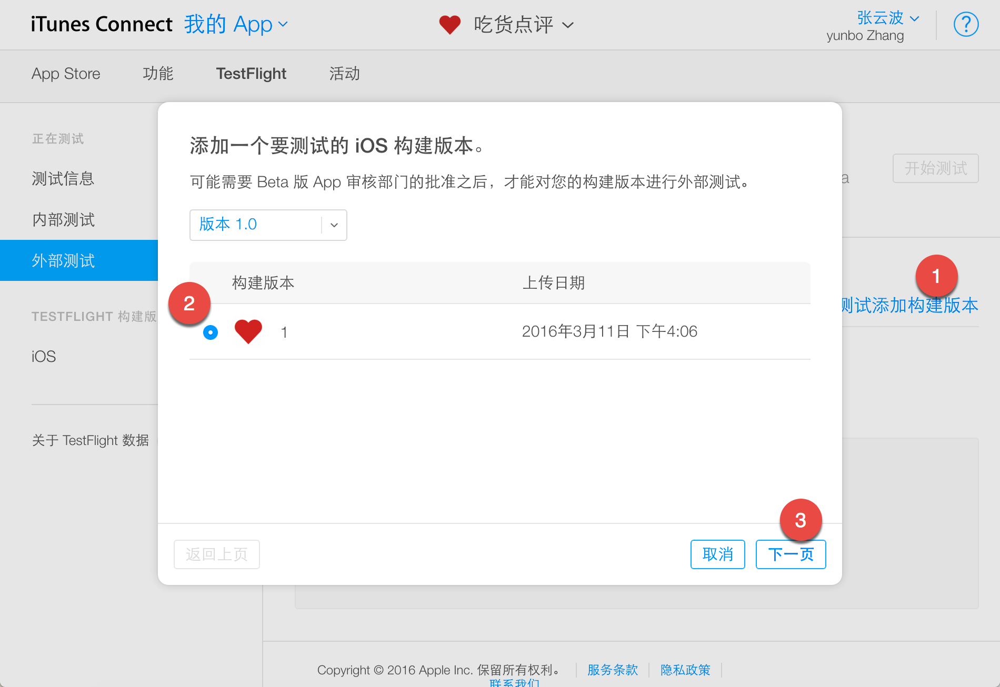 iTunes Connect 我的 App
吃货点评
张云波
yunbo Zhang
?
App Store 功能 TestFlight 活动
正在测试
测试信息
内部测试
外部测试
TESTFLIGHT 构建版
iOS
关于 TestFlight 数据
添加一个要测试的 iOS 构建版本。
可能需要 Beta 版 App 审核部门的批准之后，才能对您的构建版本进行外部测试。
版本 1.0
构建版本 上传日期
1 2016年3月11日 下午4:06
a
开始测试
1
测试添加构建版本
2
3
返回上页 取消 下一页
Copyright © 2016 Apple Inc. 保留所有权利。 服务条款 隐私政策
联系我们